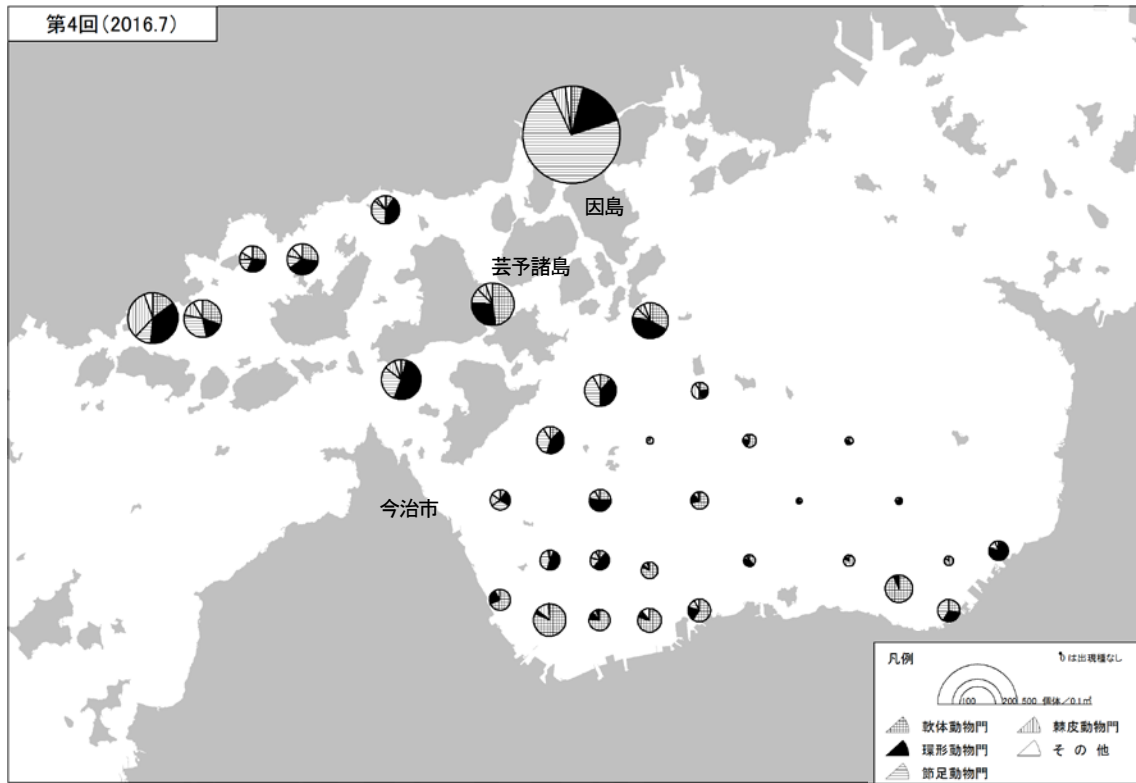 第4回(2016.7)
因島
芸予諸島
今治市
凡例
0は出現種なし
100 200 500 個体/0.1㎡
軟体動物門
棘皮動物門
環形動物門
その他
節足動物門